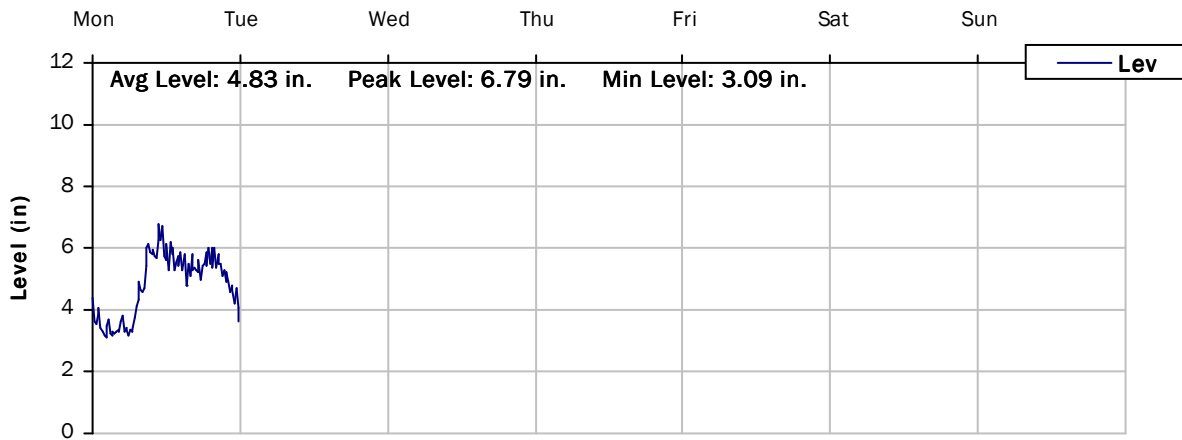 Mon Tue Wed Thu Fri Sat Sun
12
Avg Level: 4.83 in. Peak Level: 6.79 in. Min Level: 3.09 in.
Lev
10
8
Level (in)
6
4
2
0